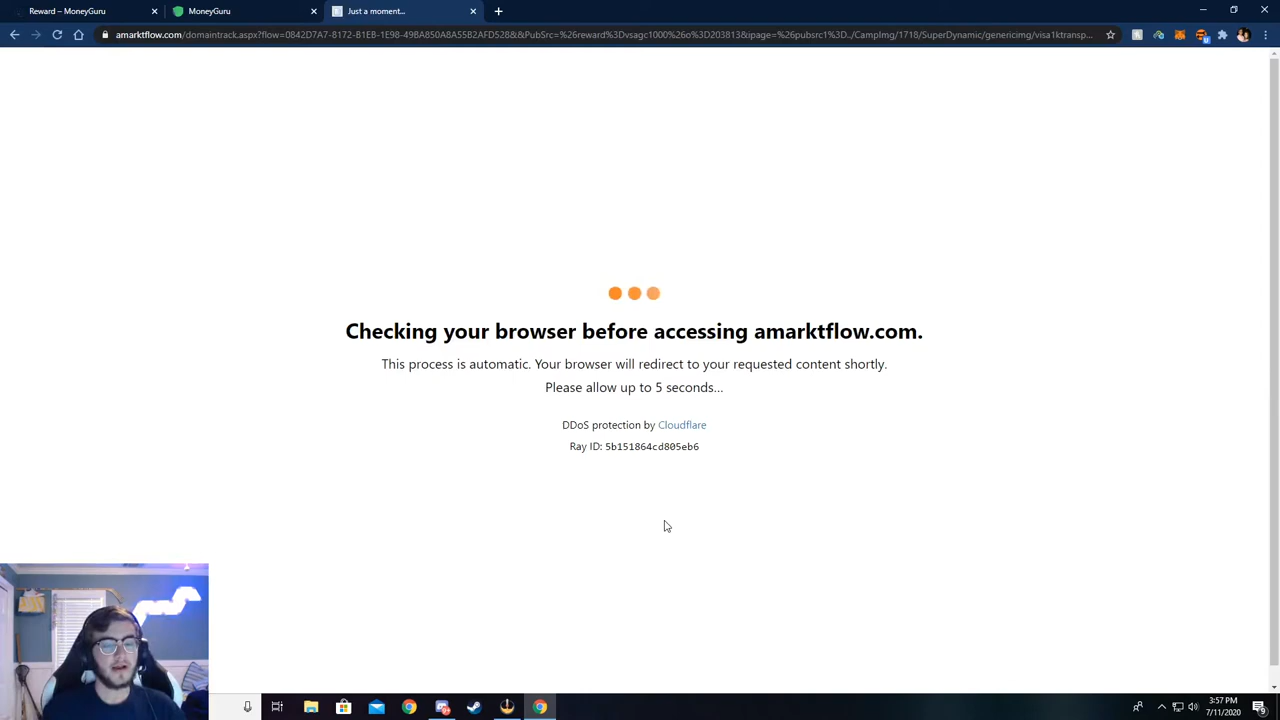 Reward – MoneyGuru
MoneyGuru
Just a moment...
amarktflow.com/domaintrack.aspx?flow=0842D7A7-8172-81EB-1E98-498A850A8A55B2AFD528&&PubSrc=%26reward%3Dvsagc1000%26o%3D203813&ipage=%26pubsrc1%3D../CampImg/1718/SuperDynamic/genericimg/visa1ktransp...
Checking your browser before accessing amarktflow.com.
This process is automatic. Your browser will redirect to your requested content shortly.
Please allow up to 5 seconds...
DDoS protection by Cloudflare
Ray ID: 5b151864cd805eb6
3:57 PM
7/11/2020